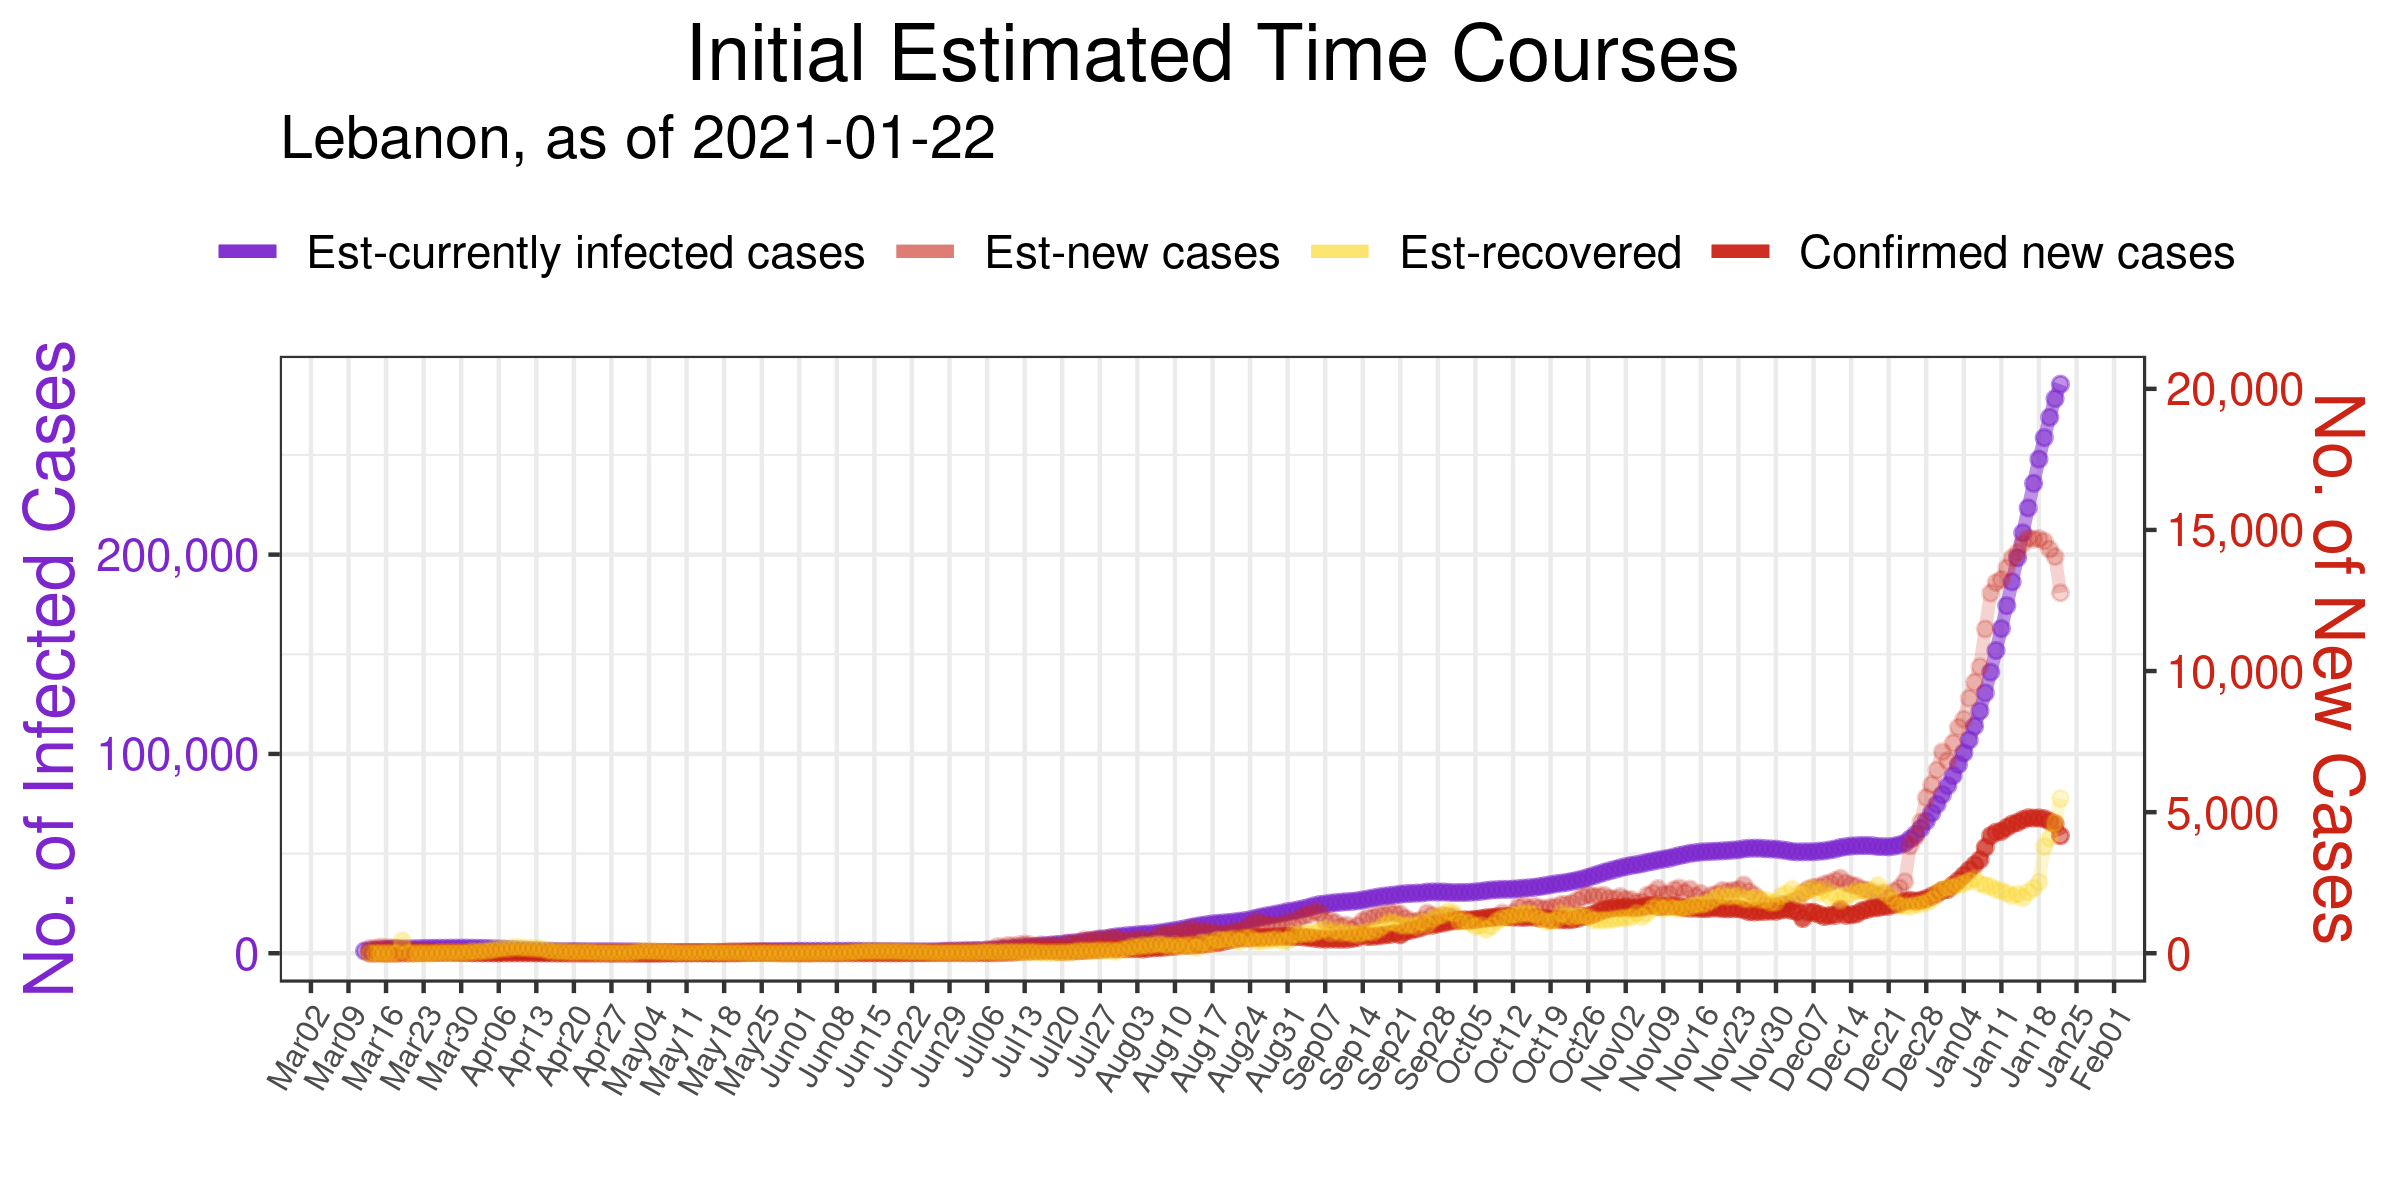 Initial Estimated Time Courses
Lebanon, as of 2021-01-22
Est-currently infected cases
Est-new cases
Est-recovered
Confirmed new cases
No. of Infected Cases
200,000
100,000
0
20,000
15,000
10,000
5,000
0
No. of New Cases
Mar02
Mar09
Mar16
Mar23
Mar30
Apr06
Apr13
Apr20
Apr27
May04
May11
May18
May25
Jun01
Jun08
Jun15
Jun22
Jun29
Jul06
Jul13
Jul20
Jul27
Aug03
Aug10
Aug17
Aug24
Aug31
Sep07
Sep14
Sep21
Sep28
Oct05
Oct12
Oct19
Oct26
Nov02
Nov09
Nov16
Nov23
Nov30
Dec07
Dec14
Dec21
Dec28
Jan04
Jan11
Jan18
Jan25
Feb01